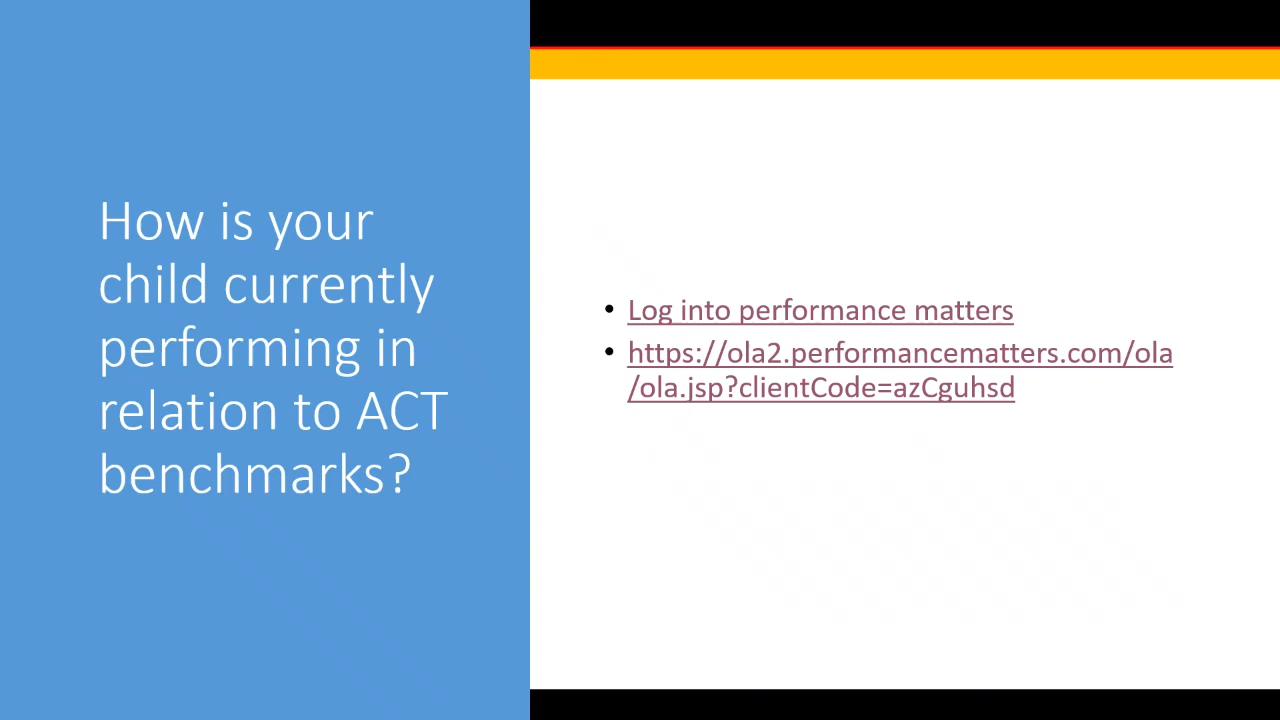 How is your
child currently
performing in
relation to ACT
benchmarks?
• Log into performance matters
• https://ola2.performancematters.com/ola
/ola.jsp?clientCode=azCguhsd